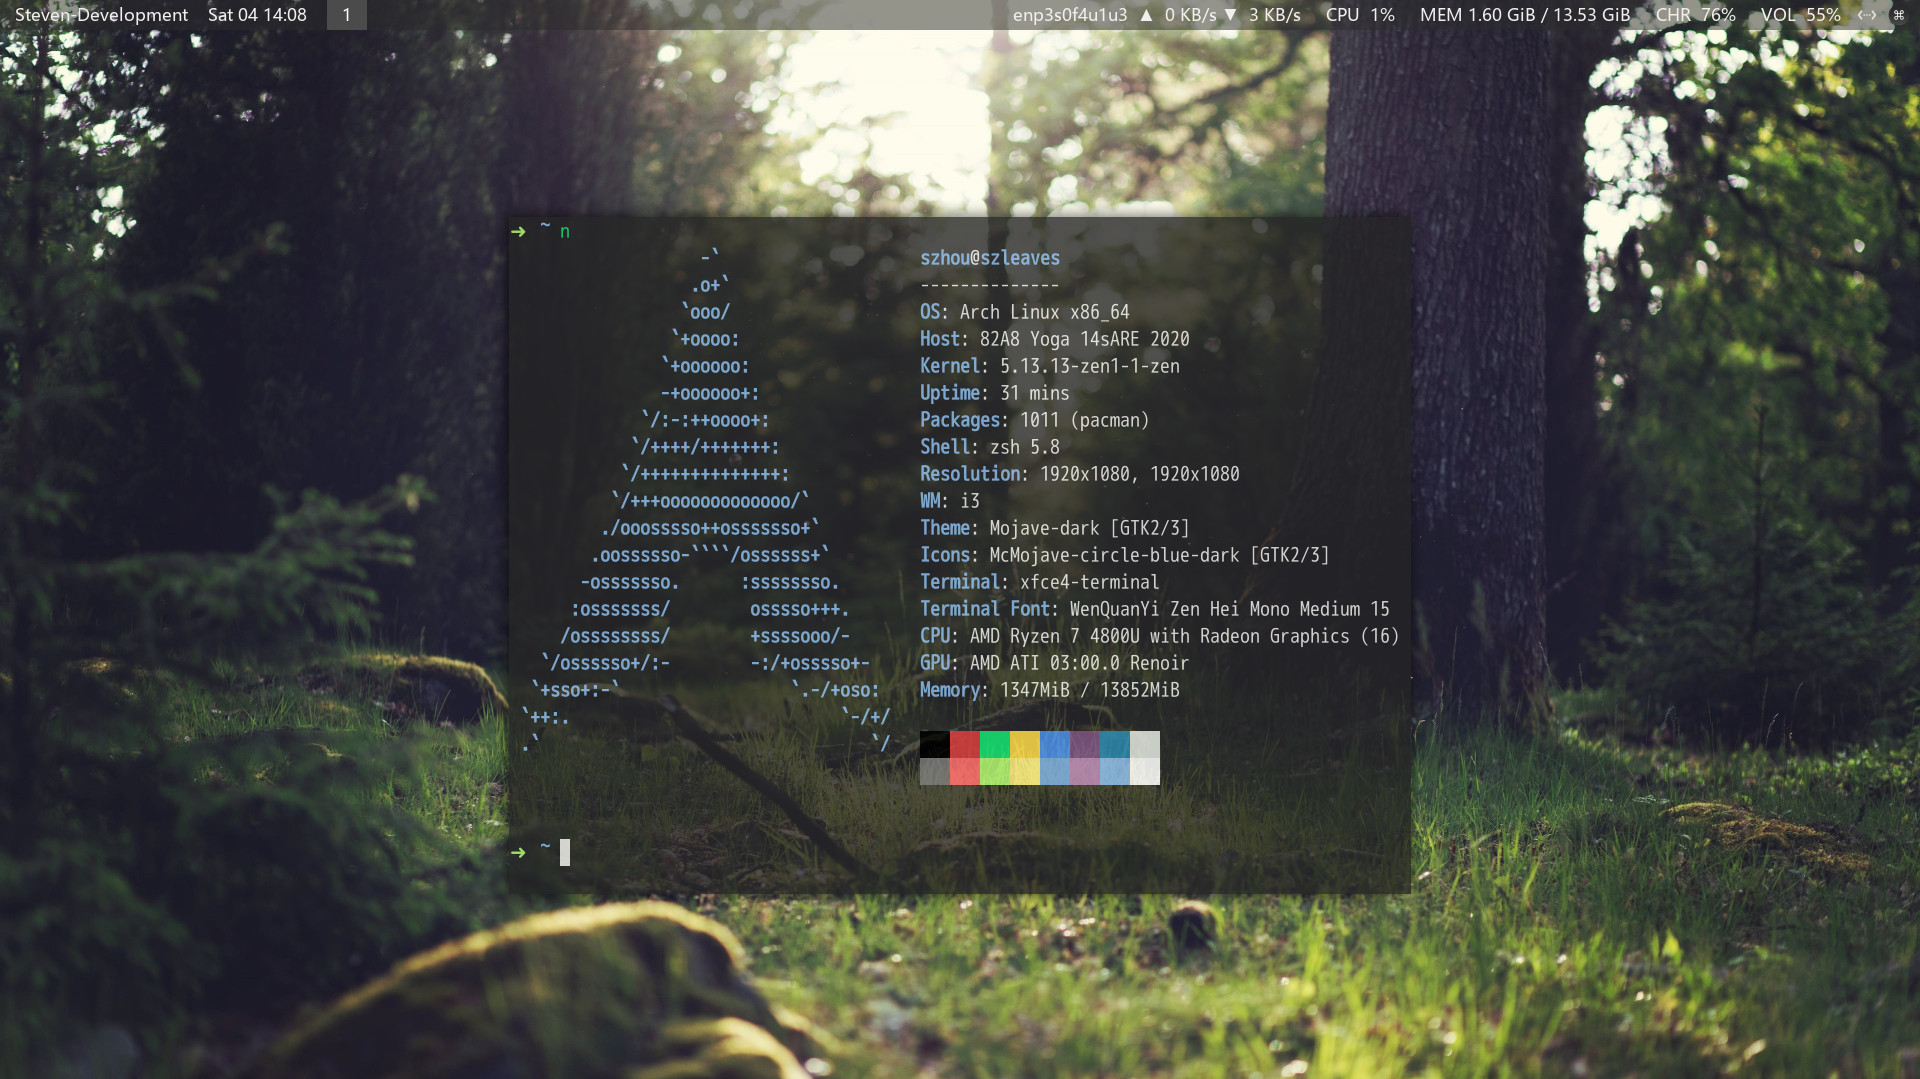 Steven-Development Sat 04 14:08 1 enp3s0f4u1u3 ▲ 0 KB/s ▼ 3 KB/s CPU 1% MEM 1.60 GiB / 13.53 GiB CHR 76% VOL 55% <··> ⌘
➜ ~ n
-` szhou@szleaves
.o+` --------------
`ooo/ OS: Arch Linux x86_64
`+oooo: Host: 82A8 Yoga 14sARE 2020
`+oooooo: Kernel: 5.13.13-zen1-1-zen
-+oooooo+: Uptime: 31 mins
`/:-:++oooo+: Packages: 1011 (pacman)
`/++++/+++++++: Shell: zsh 5.8
`/++++++++++++++: Resolution: 1920x1080, 1920x1080
`/+++ooooooooooooo/` WM: i3
./ooosssso++osssssso+` Theme: Mojave-dark [GTK2/3]
.oossssso-````/ossssss+` Icons: McMojave-circle-blue-dark [GTK2/3]
-osssssso. :ssssssso. Terminal: xfce4-terminal
:osssssss/ osssso+++. Terminal Font: WenQuanYi Zen Hei Mono Medium 15
/ossssssss/ +ssssooo/- CPU: AMD Ryzen 7 4800U with Radeon Graphics (16)
`/ossssso+/:- -:/+osssso+- GPU: AMD ATI 03:00.0 Renoir
`+sso+:-` `.-/+oso: Memory: 1347MiB / 13852MiB
`++:. `-/+/
.` `/
➜ ~